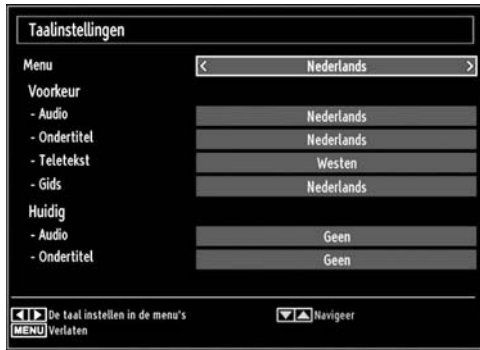 Taalinstellingen
Menu < Nederlands >
Voorkeur
- Audio Nederlands
- Ondertitel Nederlands
- Teletekst Westen
- Gids Nederlands
Huidig
- Audio Geen
- Ondertitel Geen
De taal instellen in de menu's Navigeer
MENU Verlaten